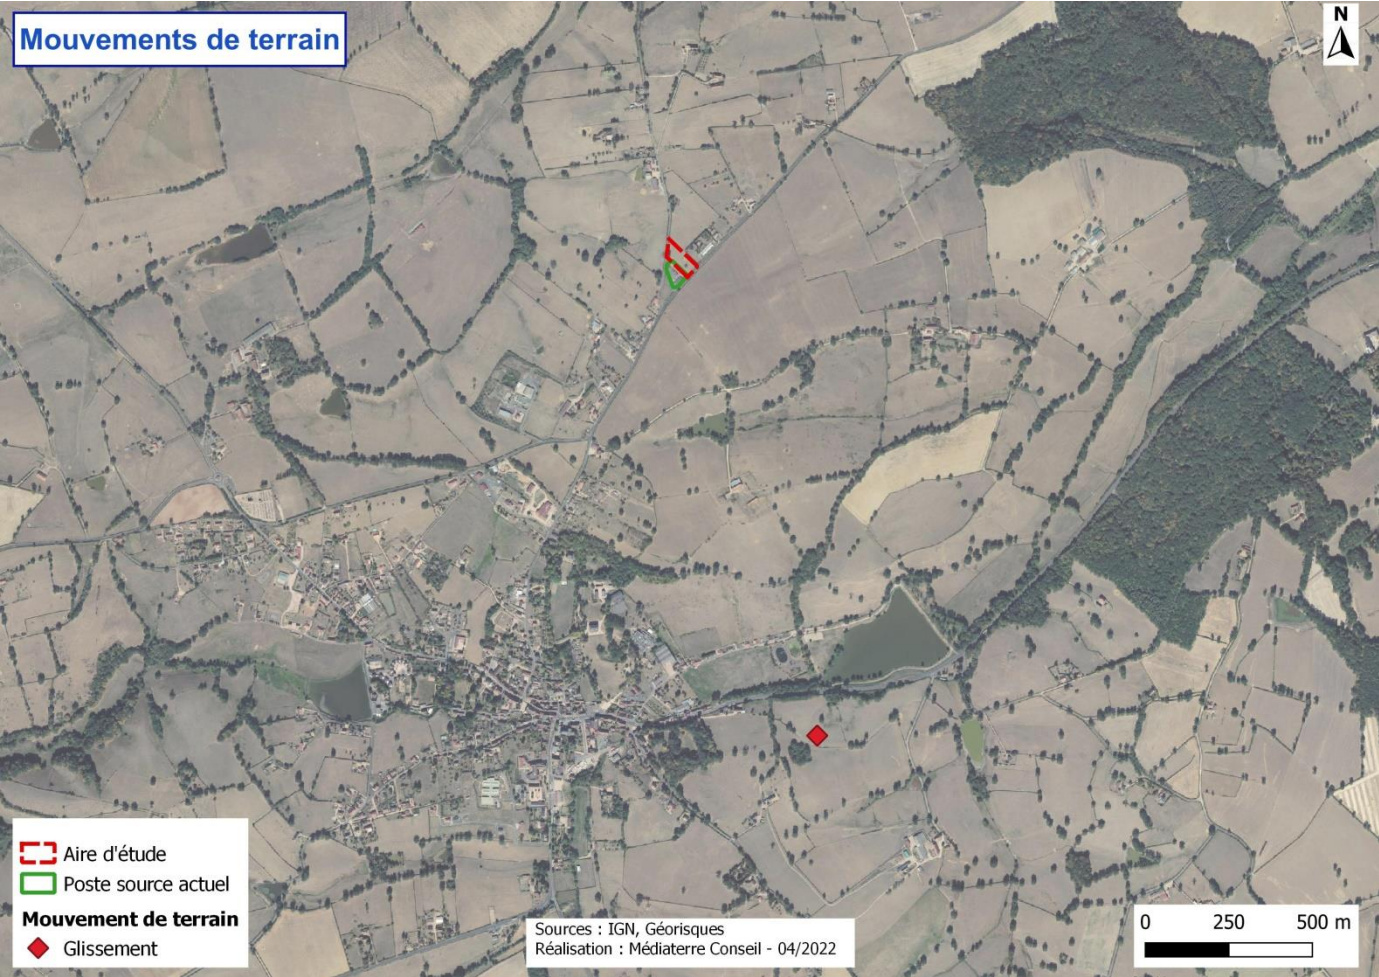 Mouvements de terrain
N
Aire d'étude
Poste source actuel
Mouvement de terrain
Glissement
Sources : IGN, Géorisques
Réalisation : Médiaterre Conseil - 04/2022
0 250 500 m